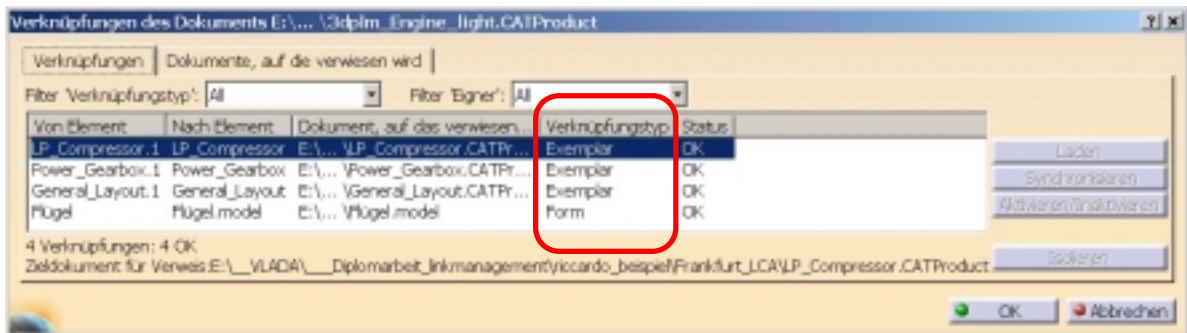 Verknüpfungen des Dokuments E:\... \3dplm_Engine_light.CATProduct
Verknüpfungen Dokumente, auf die verwiesen wird
Filter 'Verknüpfungstyp': All Filter 'Eigner': All
Von Element Nach Element Dokument, auf das verwiesen... Verknüpfungstyp Status
LP_Compressor.1 LP_Compressor E:\... \LP_Compressor.CATPr... Exemplar OK
Laden
Power_Gearbox.1 Power_Gearbox E:\... \Power_Gearbox.CATPr... Exemplar OK
Synchronisieren
General_Layout.1 General_Layout E:\... \General_Layout.CATPr... Exemplar OK
Aktivieren/Inaktivieren
Flügel Flügel.model E:\... \Flügel.model Form OK
4 Verknüpfungen: 4 OK
Isolieren
Zieldokument für Verweis:E:\__VLADA\___Diplomarbeit_linkmanagement\riccardo_beispiel\Frankfurt_LCA\LP_Compressor.CATProduct
OK Abbrechen